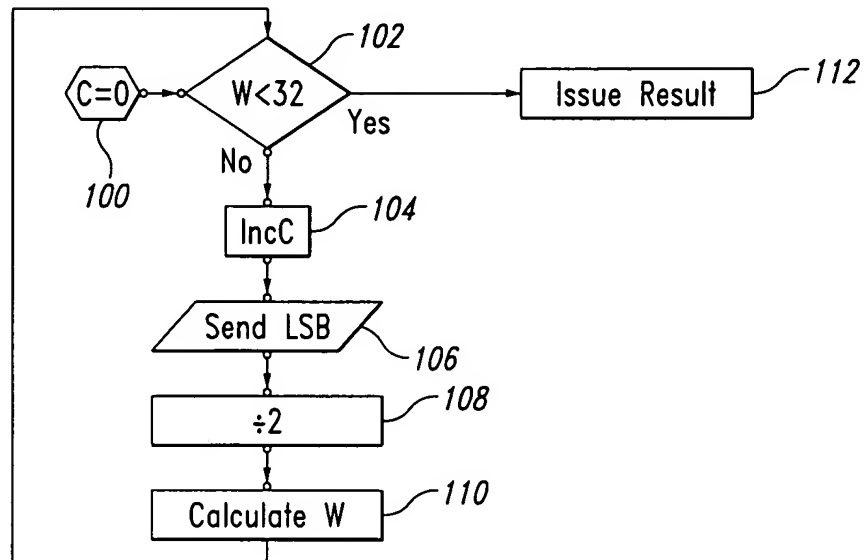 102
C=0
W<32
Issue Result
112
Yes
No
100
104
IncC
Send LSB
106
÷2
108
Calculate W
110